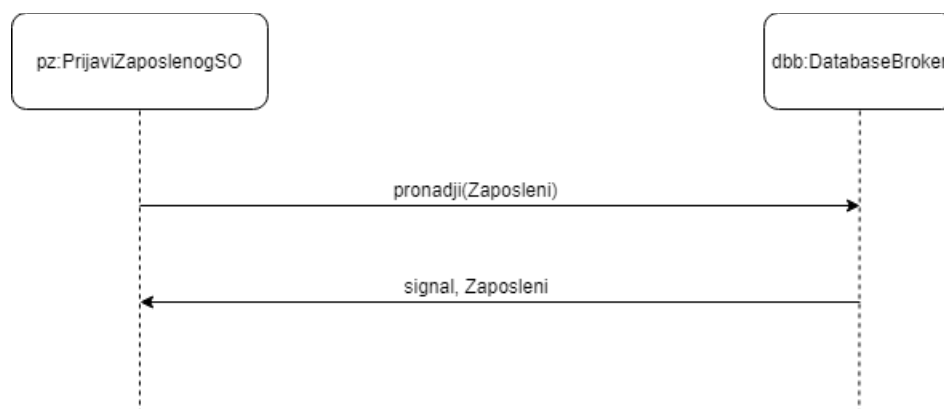 pz:PrijaviZaposlenogSO
dbb:DatabaseBroker
pronadji(Zaposleni)
signal, Zaposleni